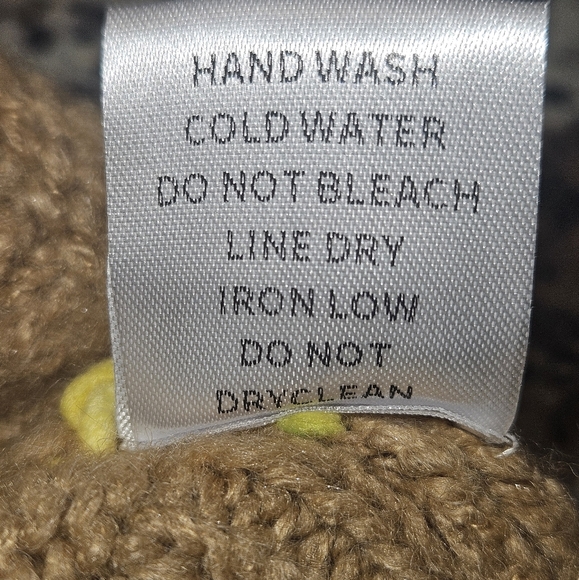 HAND WASH
COLD WATER
DO NOT BLEACH
LINE DRY
IRON LOW
DO NOT
DRYCLEAN